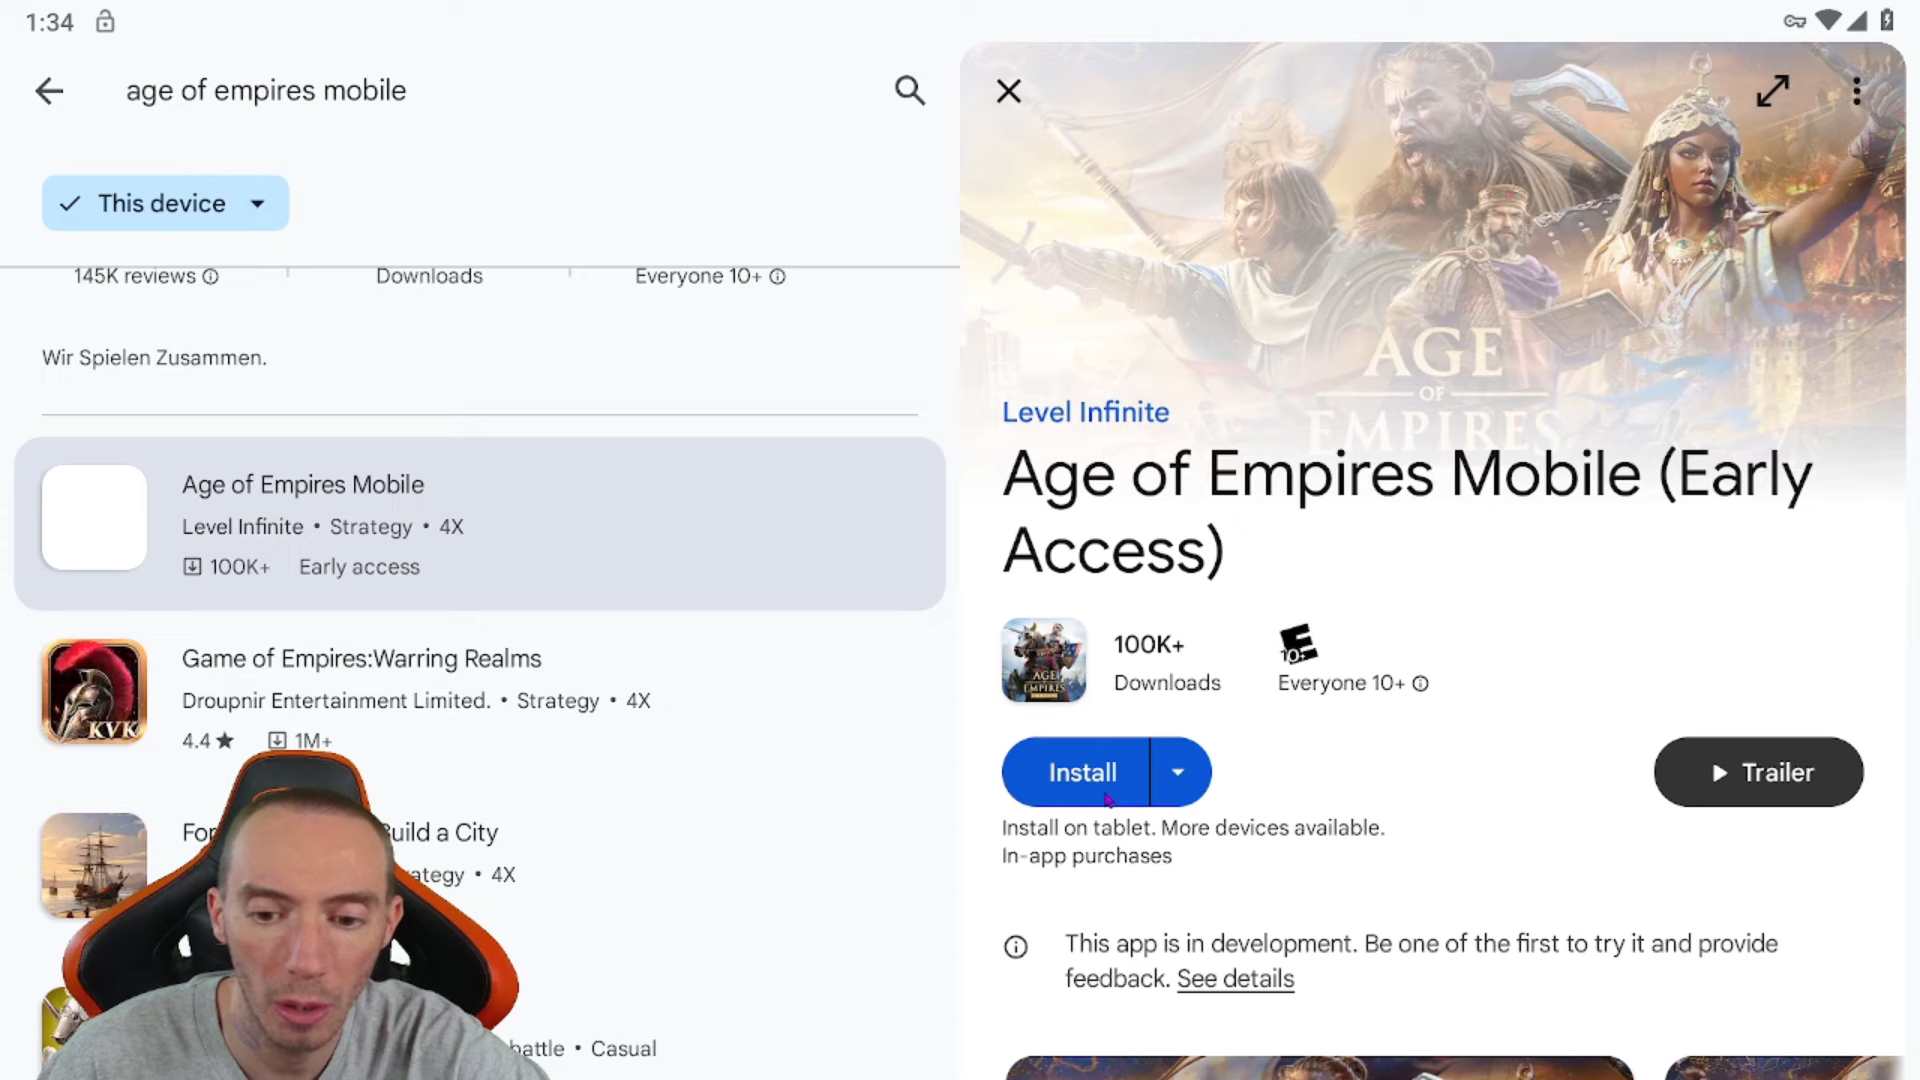 1:34
age of empires mobile
This device
145K reviews
Downloads
Everyone 10+
Wir Spielen Zusammen.
Age of Empires Mobile
Level Infinite • Strategy • 4X
100K+ Early access
Game of Empires:Warring Realms
Droupnir Entertainment Limited. • Strategy • 4X
4.4★ 1M+
KVK
Build a City
• 4X
• Casual
AGE
OF
EMPIRES
Level Infinite
Age of Empires Mobile (Early
Access)
AGE
EMPIRES
100K+
Downloads
10+
Everyone 10+
Install
Trailer
Install on tablet. More devices available.
In-app purchases
This app is in development. Be one of the first to try it and provide
feedback. See details